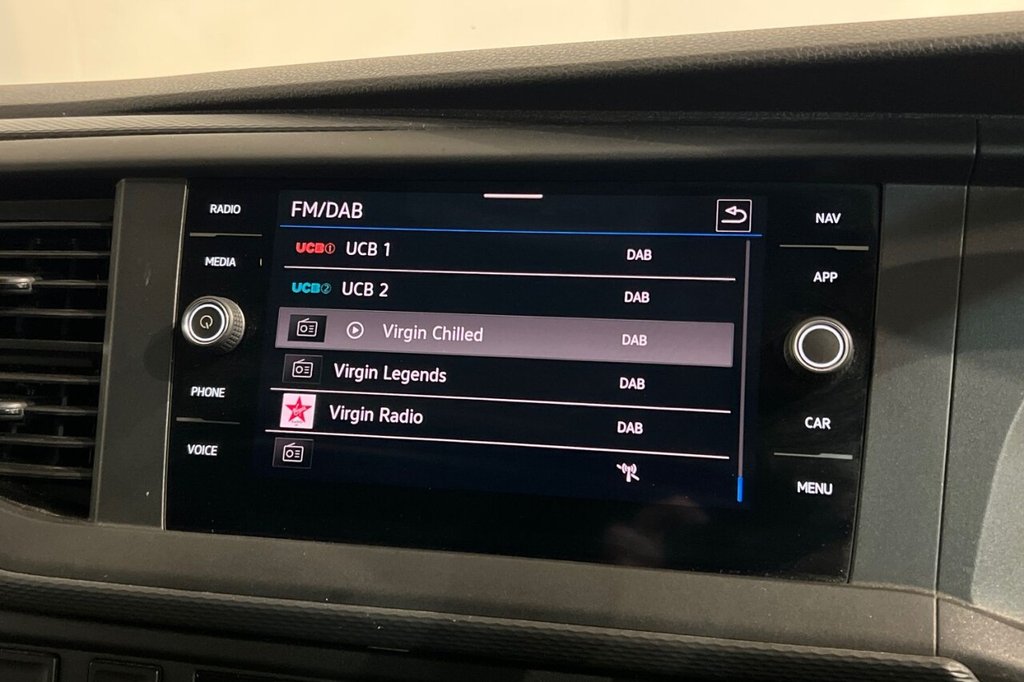 RADIO
MEDIA
PHONE
VOICE
FM/DAB
UCB1 UCB 1 DAB
UCB2 UCB 2 DAB
Virgin Chilled DAB
Virgin Legends DAB
Virgin Radio DAB
NAV
APP
CAR
MENU